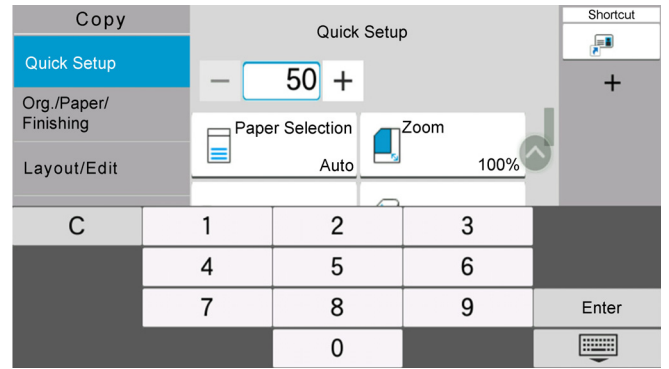 Copy
Quick Setup
Shortcut
Quick Setup
− 50 +
+
Org./Paper/
Finishing
Paper Selection
Auto
Zoom
100%
Layout/Edit
C 1 2 3
4 5 6
7 8 9 Enter
0